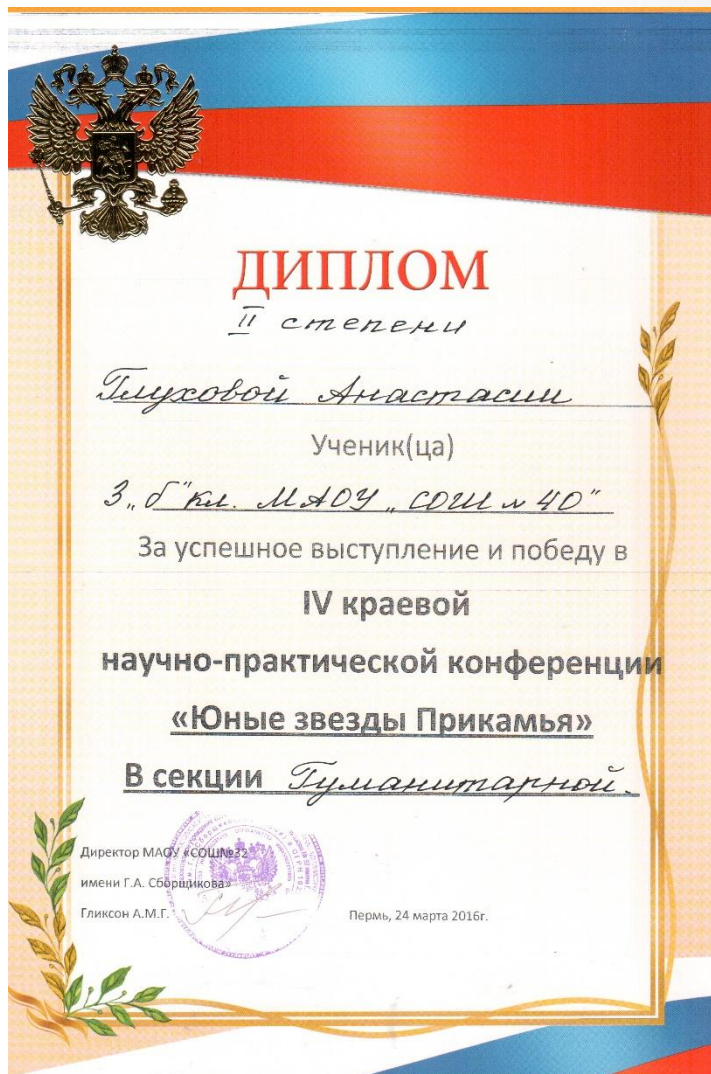 ДИПЛОМ
II степени
Глуховой Анастасии
Ученик(ца)
3 „б" кл. МАОУ „СОШ № 40"
За успешное выступление и победу в
IV краевой
научно-практической конференции
«Юные звезды Прикамья»
В секции Гуманитарной.
Директор МАОУ «СОШ№32
имени Г.А. Сборщикова»
Гликсон А.М.Г.
Пермь, 24 марта 2016г.